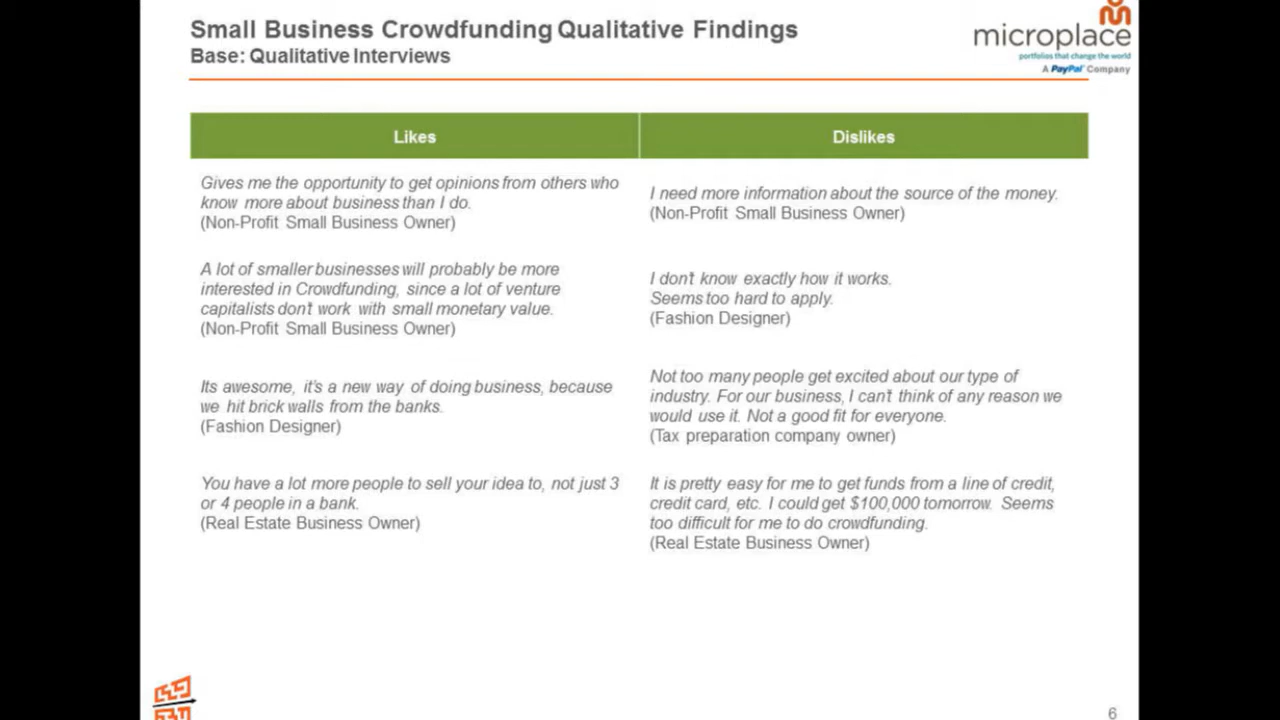 Small Business Crowdfunding Qualitative Findings
Base: Qualitative Interviews
microplace
portfolios that change the world
A PayPal Company
Likes
Dislikes
Gives me the opportunity to get opinions from others who
know more about business than I do.
(Non-Profit Small Business Owner)
I need more information about the source of the money.
(Non-Profit Small Business Owner)
A lot of smaller businesses will probably be more
interested in Crowdfunding, since a lot of venture
capitalists don't work with small monetary value.
(Non-Profit Small Business Owner)
I don't know exactly how it works.
Seems too hard to apply.
(Fashion Designer)
Its awesome, it's a new way of doing business, because
we hit brick walls from the banks.
(Fashion Designer)
Not too many people get excited about our type of
industry. For our business, I can't think of any reason we
would use it. Not a good fit for everyone.
(Tax preparation company owner)
You have a lot more people to sell your idea to, not just 3
or 4 people in a bank.
(Real Estate Business Owner)
It is pretty easy for me to get funds from a line of credit,
credit card, etc. I could get $100,000 tomorrow. Seems
too difficult for me to do crowdfunding.
(Real Estate Business Owner)
6